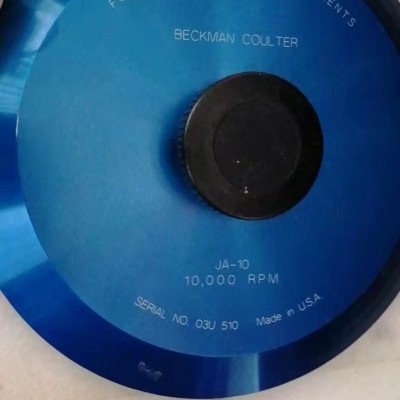 BECKMAN COULTER
JA-10
10,000 RPM
SERIAL NO. 03U 510 Made in U.S.A.